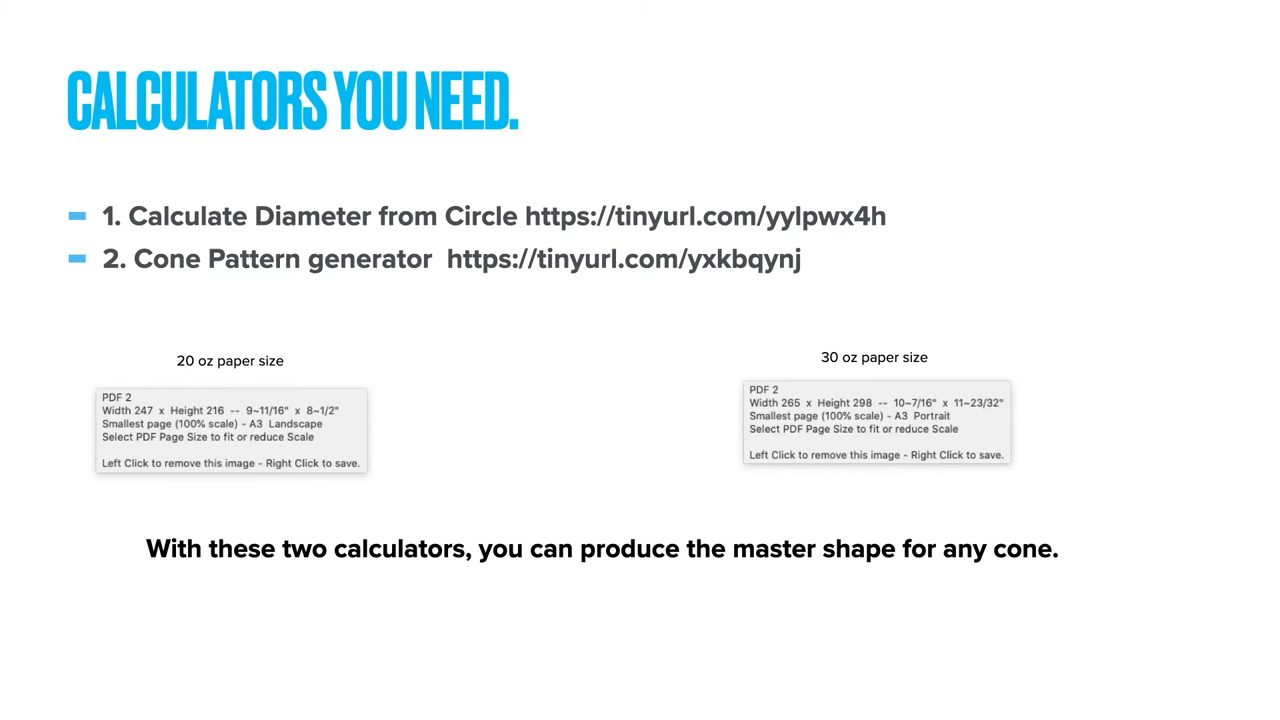 CALCULATORS YOU NEED.
1. Calculate Diameter from Circle https://tinyurl.com/yylpwx4h
2. Cone Pattern generator https://tinyurl.com/yxkbqynj
20 oz paper size
PDF 2
Width 247 x Height 216 -- 9~11/16" x 8~1/2"
Smallest page (100% scale) - A3 Landscape
Select PDF Page Size to fit or reduce Scale
Left Click to remove this image - Right Click to save.
30 oz paper size
PDF 2
Width 265 x Height 298 -- 10~7/16" x 11~23/32"
Smallest page (100% scale) - A3 Portrait
Select PDF Page Size to fit or reduce Scale
Left Click to remove this image - Right Click to save.
With these two calculators, you can produce the master shape for any cone.